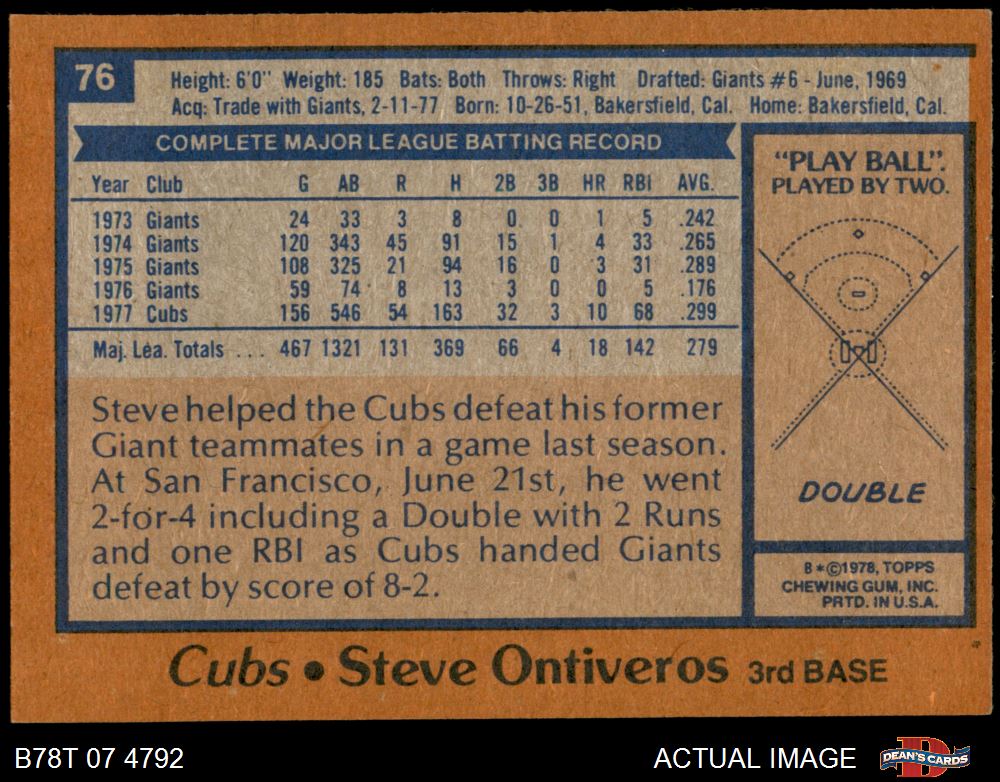 76
Height: 6'0" Weight: 185 Bats: Both Throws: Right Drafted: Giants #6 - June, 1969
Acq: Trade with Giants, 2-11-77 Born: 10-26-51, Bakersfield, Cal. Home: Bakersfield, Cal.
COMPLETE MAJOR LEAGUE BATTING RECORD
Year Club G AB R H 2B 3B HR RBI AVG.
1973 Giants 24 33 3 8 0 0 1 5 .242
1974 Giants 120 343 45 91 15 1 4 33 .265
1975 Giants 108 325 21 94 16 0 3 31 .289
1976 Giants 59 74 8 13 3 0 0 5 .176
1977 Cubs 156 546 54 163 32 3 10 68 .299
Maj. Lea. Totals ... 467 1321 131 369 66 4 18 142 279
Steve helped the Cubs defeat his former
Giant teammates in a game last season.
At San Francisco, June 21st, he went
2-for-4 including a Double with 2 Runs
and one RBI as Cubs handed Giants
defeat by score of 8-2.
"PLAY BALL".
PLAYED BY TWO.
DOUBLE
B*©1978, TOPPS
CHEWING GUM, INC.
PRTD. IN U.S.A.
Cubs • Steve Ontiveros 3rd BASE
B78T 07 4792
ACTUAL IMAGE
DEAN'S CARDS